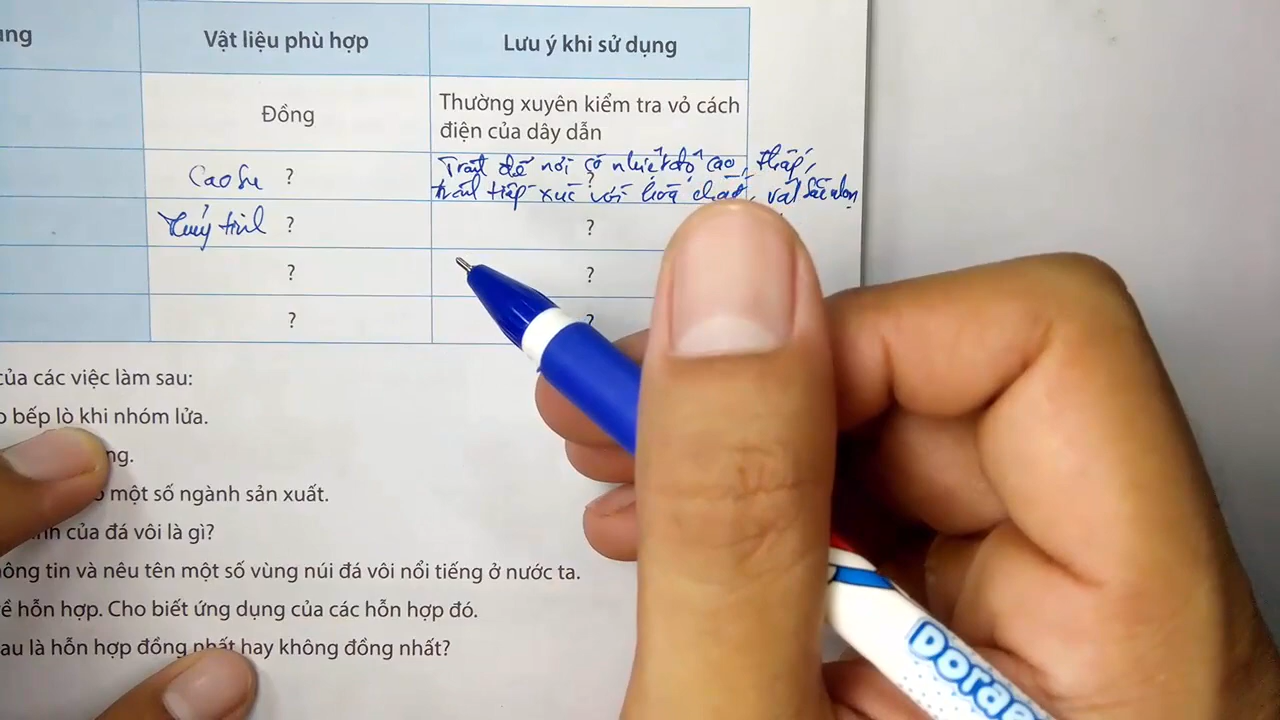 ụng
Vật liệu phù hợp
Lưu ý khi sử dụng
Đồng
Thường xuyên kiểm tra vỏ cách
điện của dây dẫn
Cao su ?
Tránh để nơi có nhiệt độ cao, thấp,
?
tránh tiếp xúc với hoá chất, vật sắc nhọn
Thủy tinh ?
?
?
?
?
?
của các việc làm sau:
bếp lò khi nhóm lửa.
ng.
một số ngành sản xuất.
của đá vôi là gì?
ông tin và nêu tên một số vùng núi đá vôi nổi tiếng ở nước ta.
ề hỗn hợp. Cho biết ứng dụng của các hỗn hợp đó.
au là hỗn hợp đồng nhất hay không đồng nhất?
Dorae